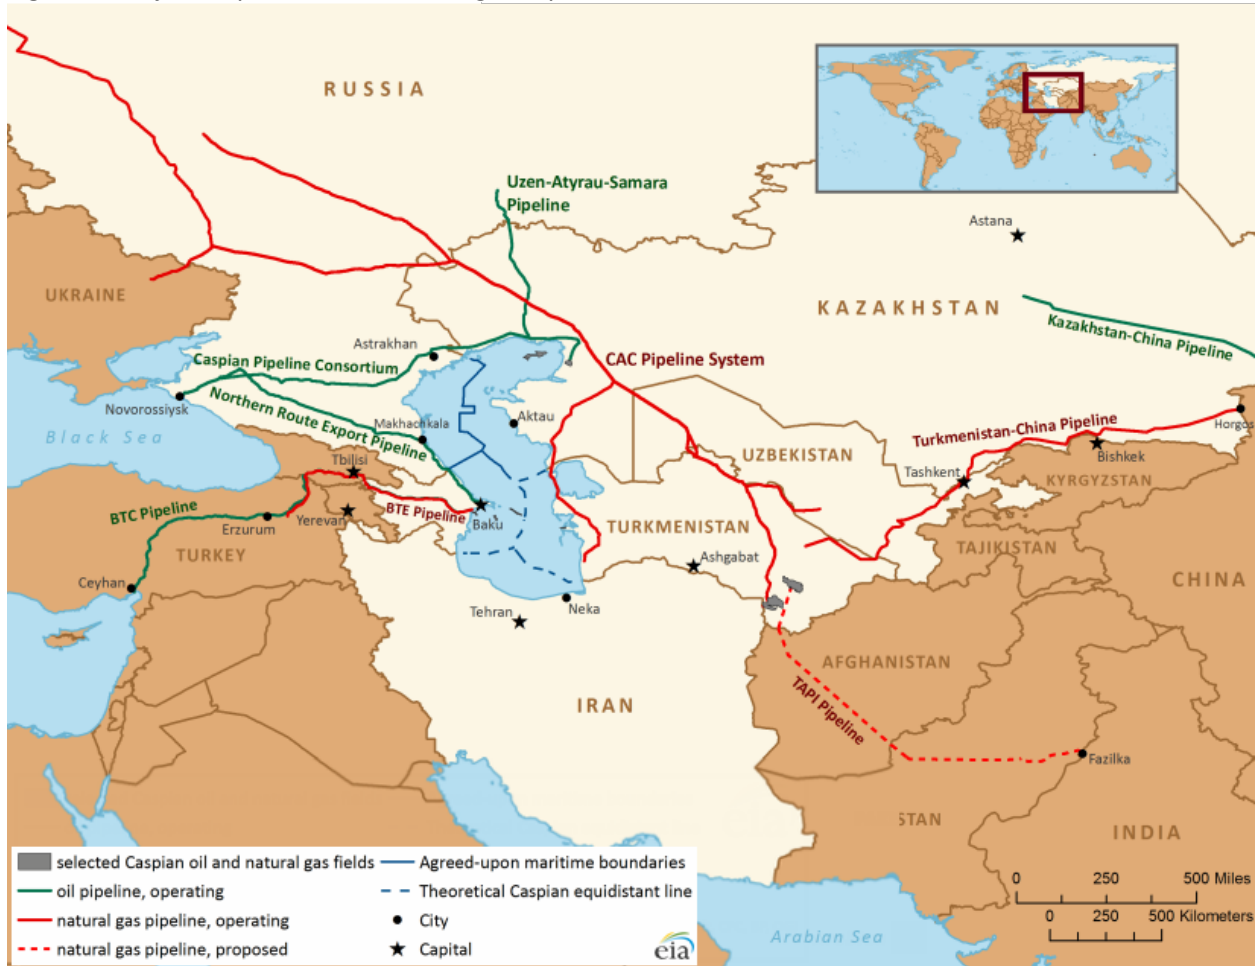 RUSSIA
Uzen-Atyrau-Samara
Pipeline
Astana
UKRAINE
KAZAKHSTAN
Kazakhstan-China Pipeline
Astrakhan
Caspian Pipeline Consortium
CAC Pipeline System
Novorossiysk
Northern Route Export Pipeline
Makhachkala
Aktau
Black Sea
Turkmenistan-China Pipeline
Horgos
Bishkek
Tbilisi
UZBEKISTAN
Tashkent
KYRGYZSTAN
BTC Pipeline
Erzurum
Yerevan
BTE Pipeline
Baku
TURKMENISTAN
TURKEY
Ashgabat
TAJIKISTAN
CHINA
Ceyhan
Tehran
Neka
AFGHANISTAN
IRAN
TAPI Pipeline
Fazilka
STAN
INDIA
Arabian Sea
selected Caspian oil and natural gas fields
oil pipeline, operating
natural gas pipeline, operating
natural gas pipeline, proposed
Agreed-upon maritime boundaries
Theoretical Caspian equidistant line
City
Capital
eia
0 250 500 Miles
0 250 500 Kilometers